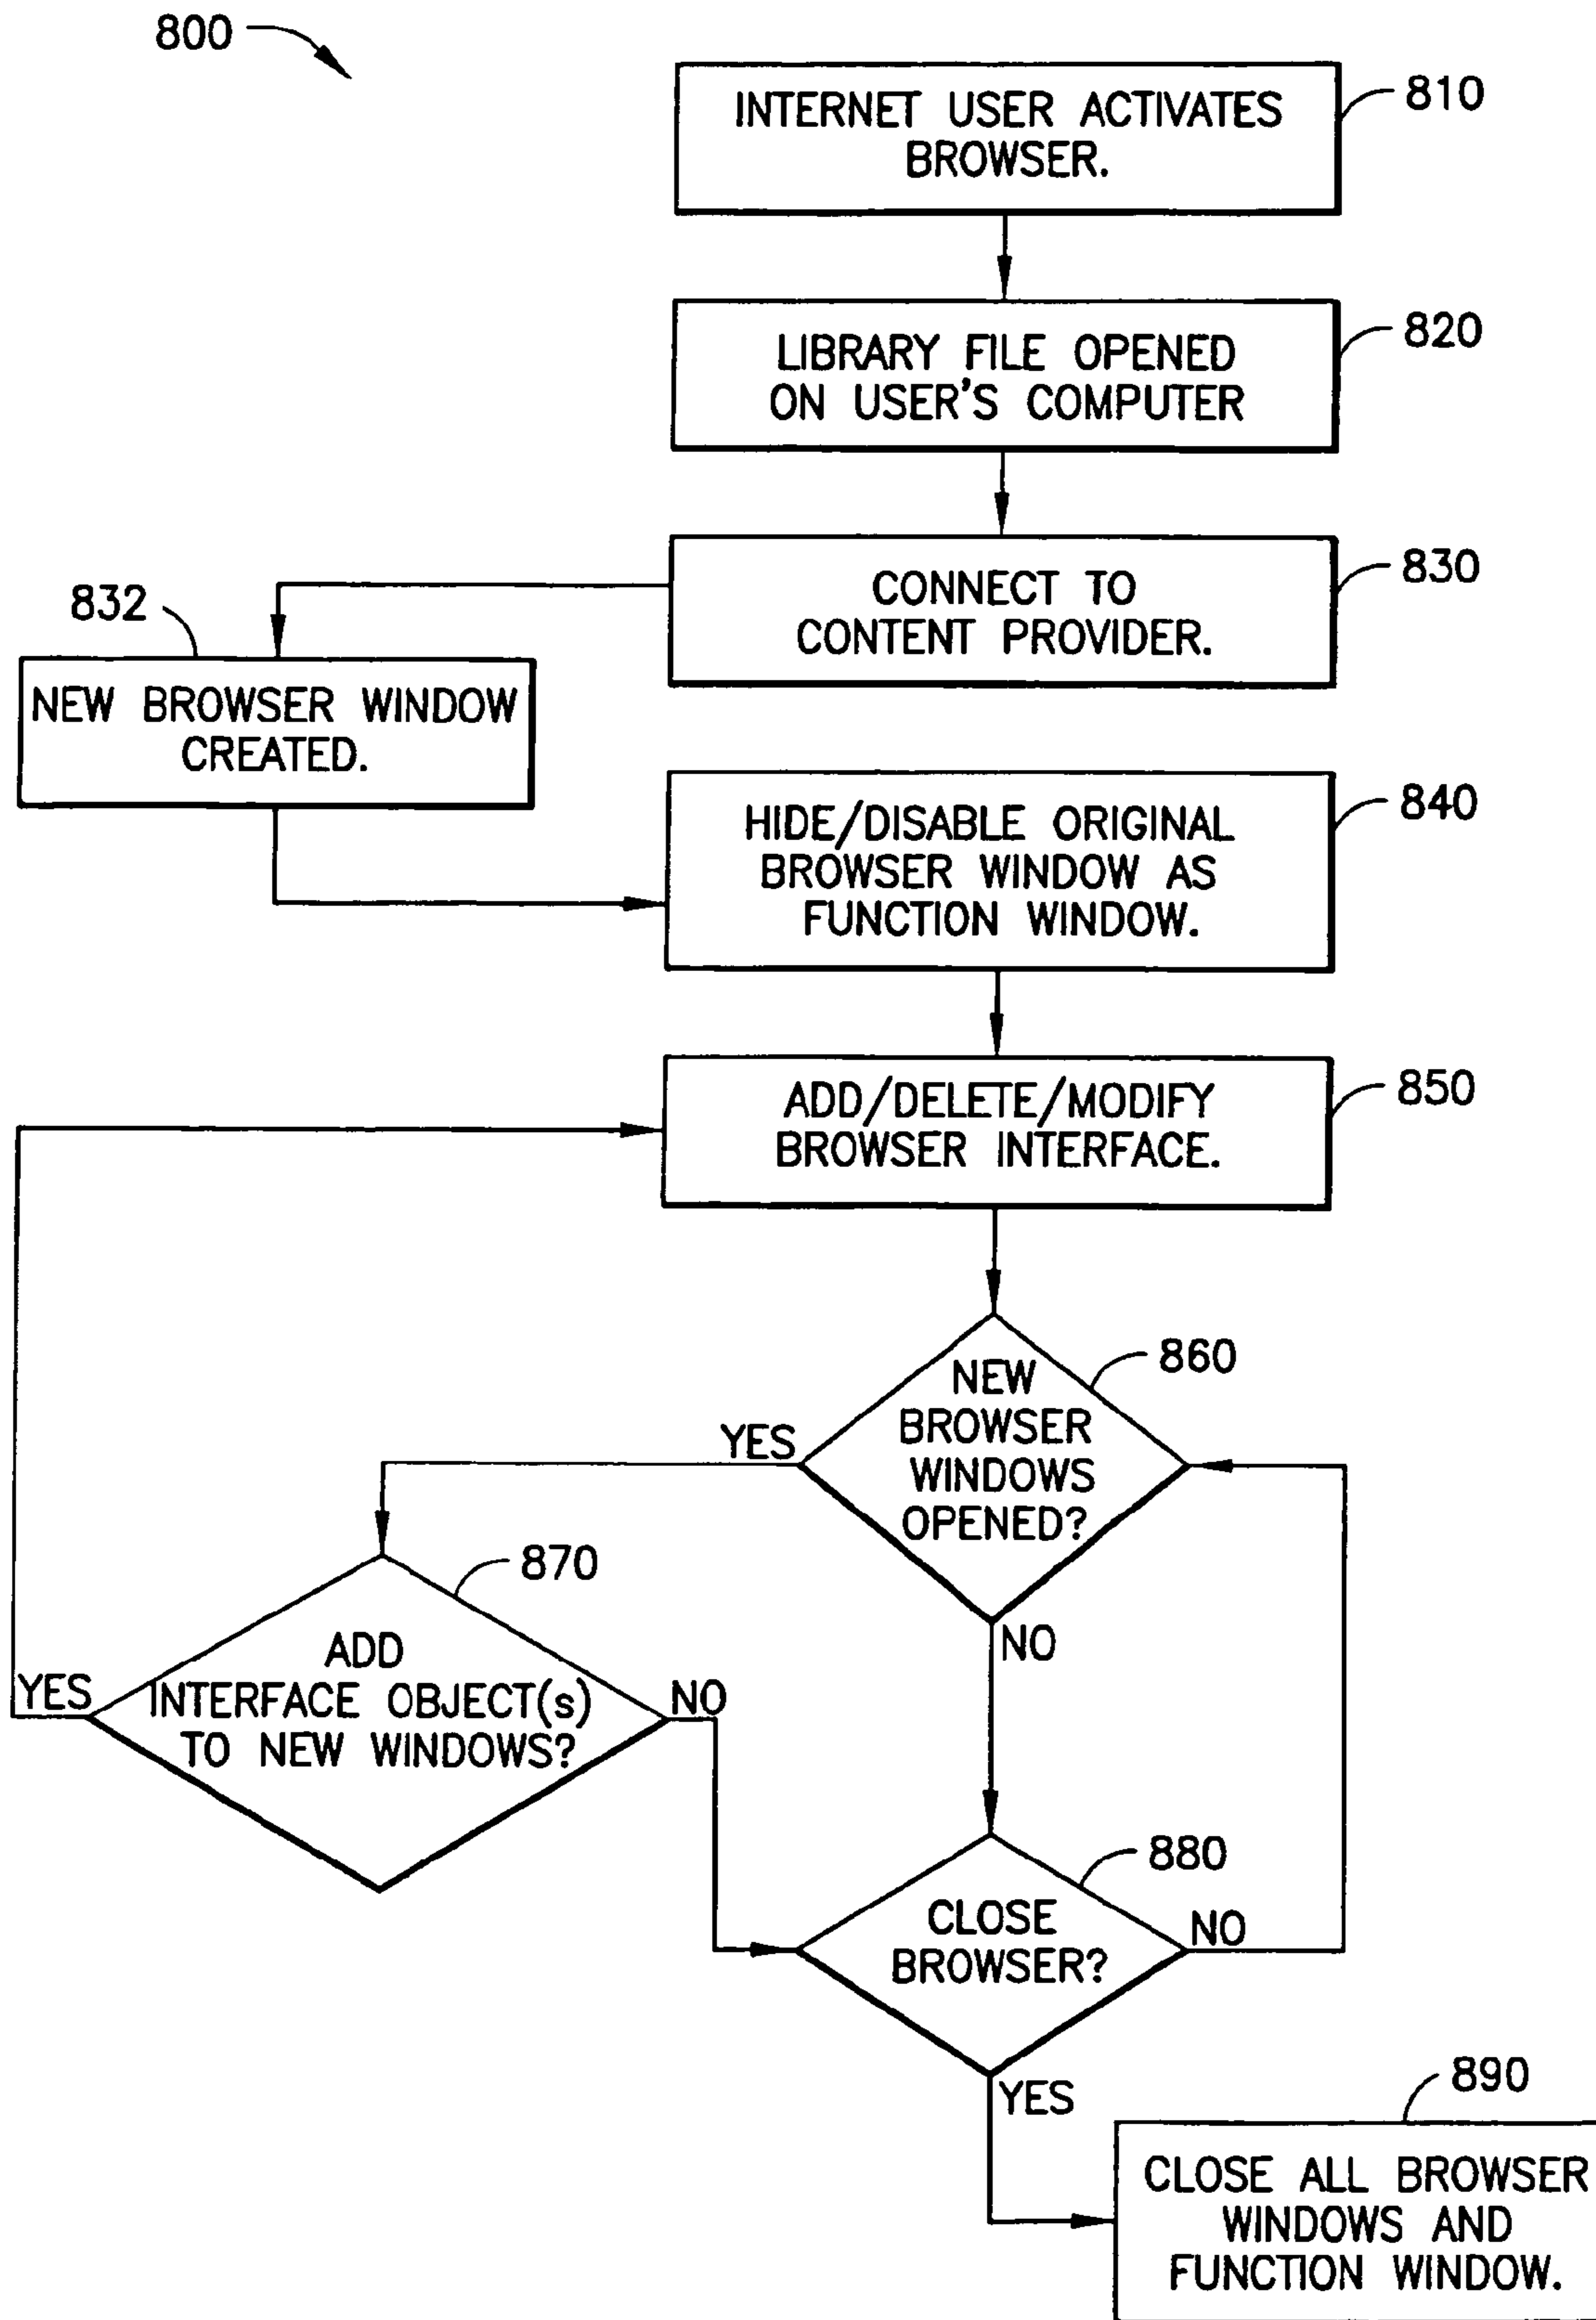 800
INTERNET USER ACTIVATES
BROWSER.
810
LIBRARY FILE OPENED
ON USER'S COMPUTER
820
CONNECT TO
CONTENT PROVIDER.
830
832
NEW BROWSER WINDOW
CREATED.
HIDE/DISABLE ORIGINAL
BROWSER WINDOW AS
FUNCTION WINDOW.
840
ADD/DELETE/MODIFY
BROWSER INTERFACE.
850
NEW
BROWSER
WINDOWS
OPENED?
860
YES
NO
870
ADD
INTERFACE OBJECT(s)
TO NEW WINDOWS?
YES
NO
880
CLOSE
BROWSER?
NO
YES
890
CLOSE ALL BROWSER
WINDOWS AND
FUNCTION WINDOW.